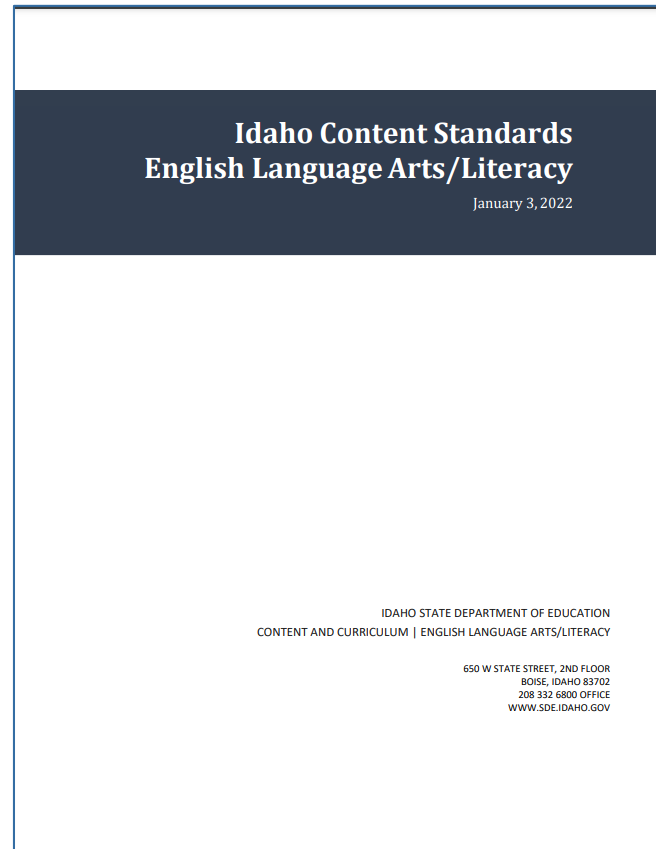 Idaho Content Standards
English Language Arts/Literacy
January 3, 2022
IDAHO STATE DEPARTMENT OF EDUCATION
CONTENT AND CURRICULUM | ENGLISH LANGUAGE ARTS/LITERACY
650 W STATE STREET, 2ND FLOOR
BOISE, IDAHO 83702
208 332 6800 OFFICE
WWW.SDE.IDAHO.GOV